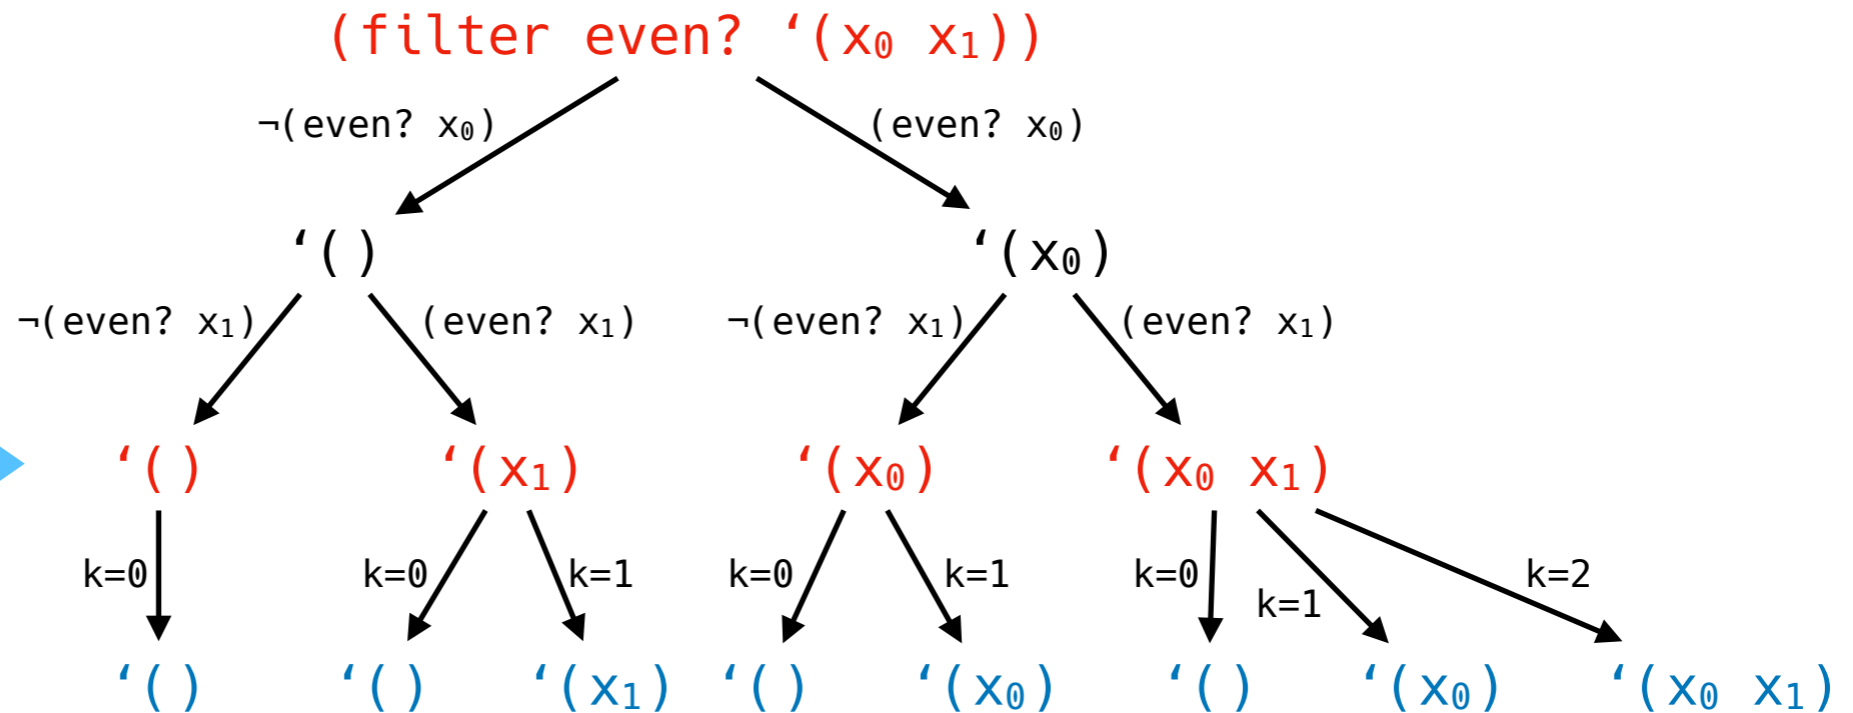 (filter even? ‘(x₀ x₁))
¬(even? x₀) (even? x₀)
‘() ‘(x₀)
¬(even? x₁) (even? x₁) ¬(even? x₁) (even? x₁)
‘() ‘(x₁) ‘(x₀) ‘(x₀ x₁)
k=0 k=0 k=1 k=0 k=1 k=0 k=1 k=2
‘() ‘() ‘(x₁) ‘() ‘(x₀) ‘() ‘(x₀) ‘(x₀ x₁)